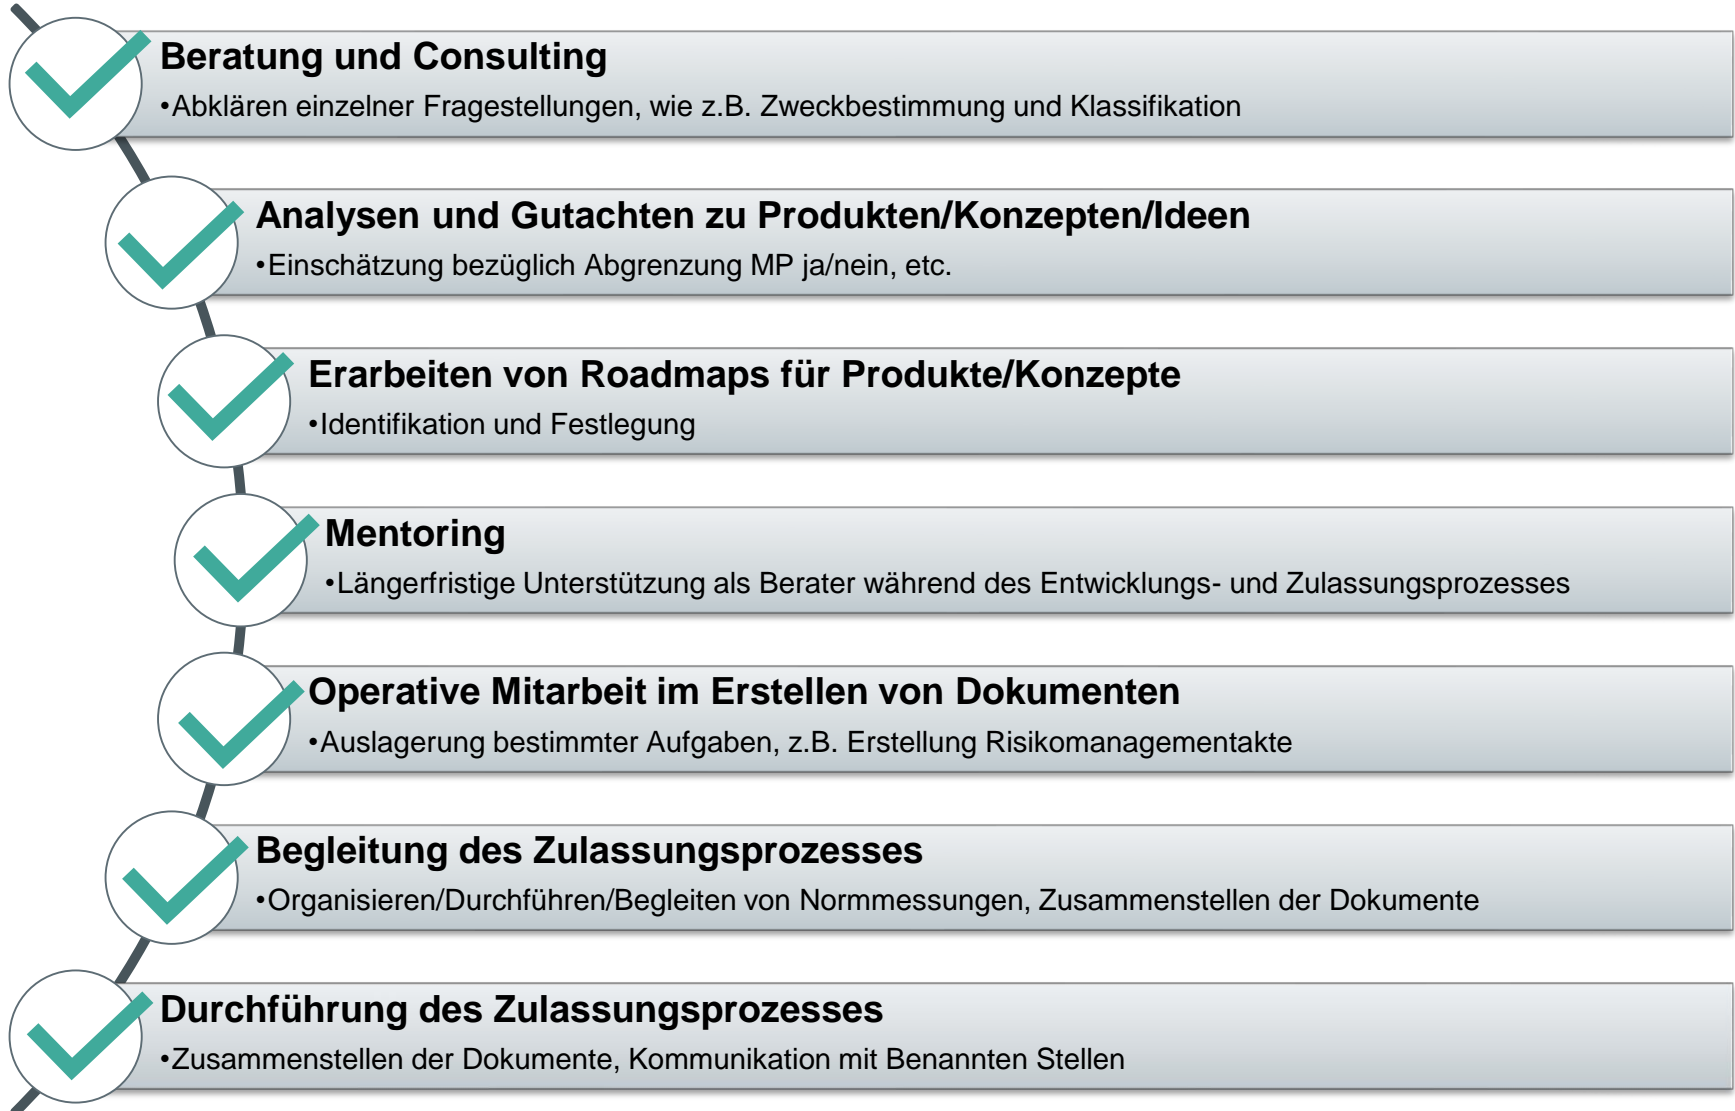 Beratung und Consulting
•Abklären einzelner Fragestellungen, wie z.B. Zweckbestimmung und Klassifikation
Analysen und Gutachten zu Produkten/Konzepten/Ideen
•Einschätzung bezüglich Abgrenzung MP ja/nein, etc.
Erarbeiten von Roadmaps für Produkte/Konzepte
•Identifikation und Festlegung
Mentoring
•Längerfristige Unterstützung als Berater während des Entwicklungs- und Zulassungsprozesses
Operative Mitarbeit im Erstellen von Dokumenten
•Auslagerung bestimmter Aufgaben, z.B. Erstellung Risikomanagementakte
Begleitung des Zulassungsprozesses
•Organisieren/Durchführen/Begleiten von Normmessungen, Zusammenstellen der Dokumente
Durchführung des Zulassungsprozesses
•Zusammenstellen der Dokumente, Kommunikation mit Benannten Stellen